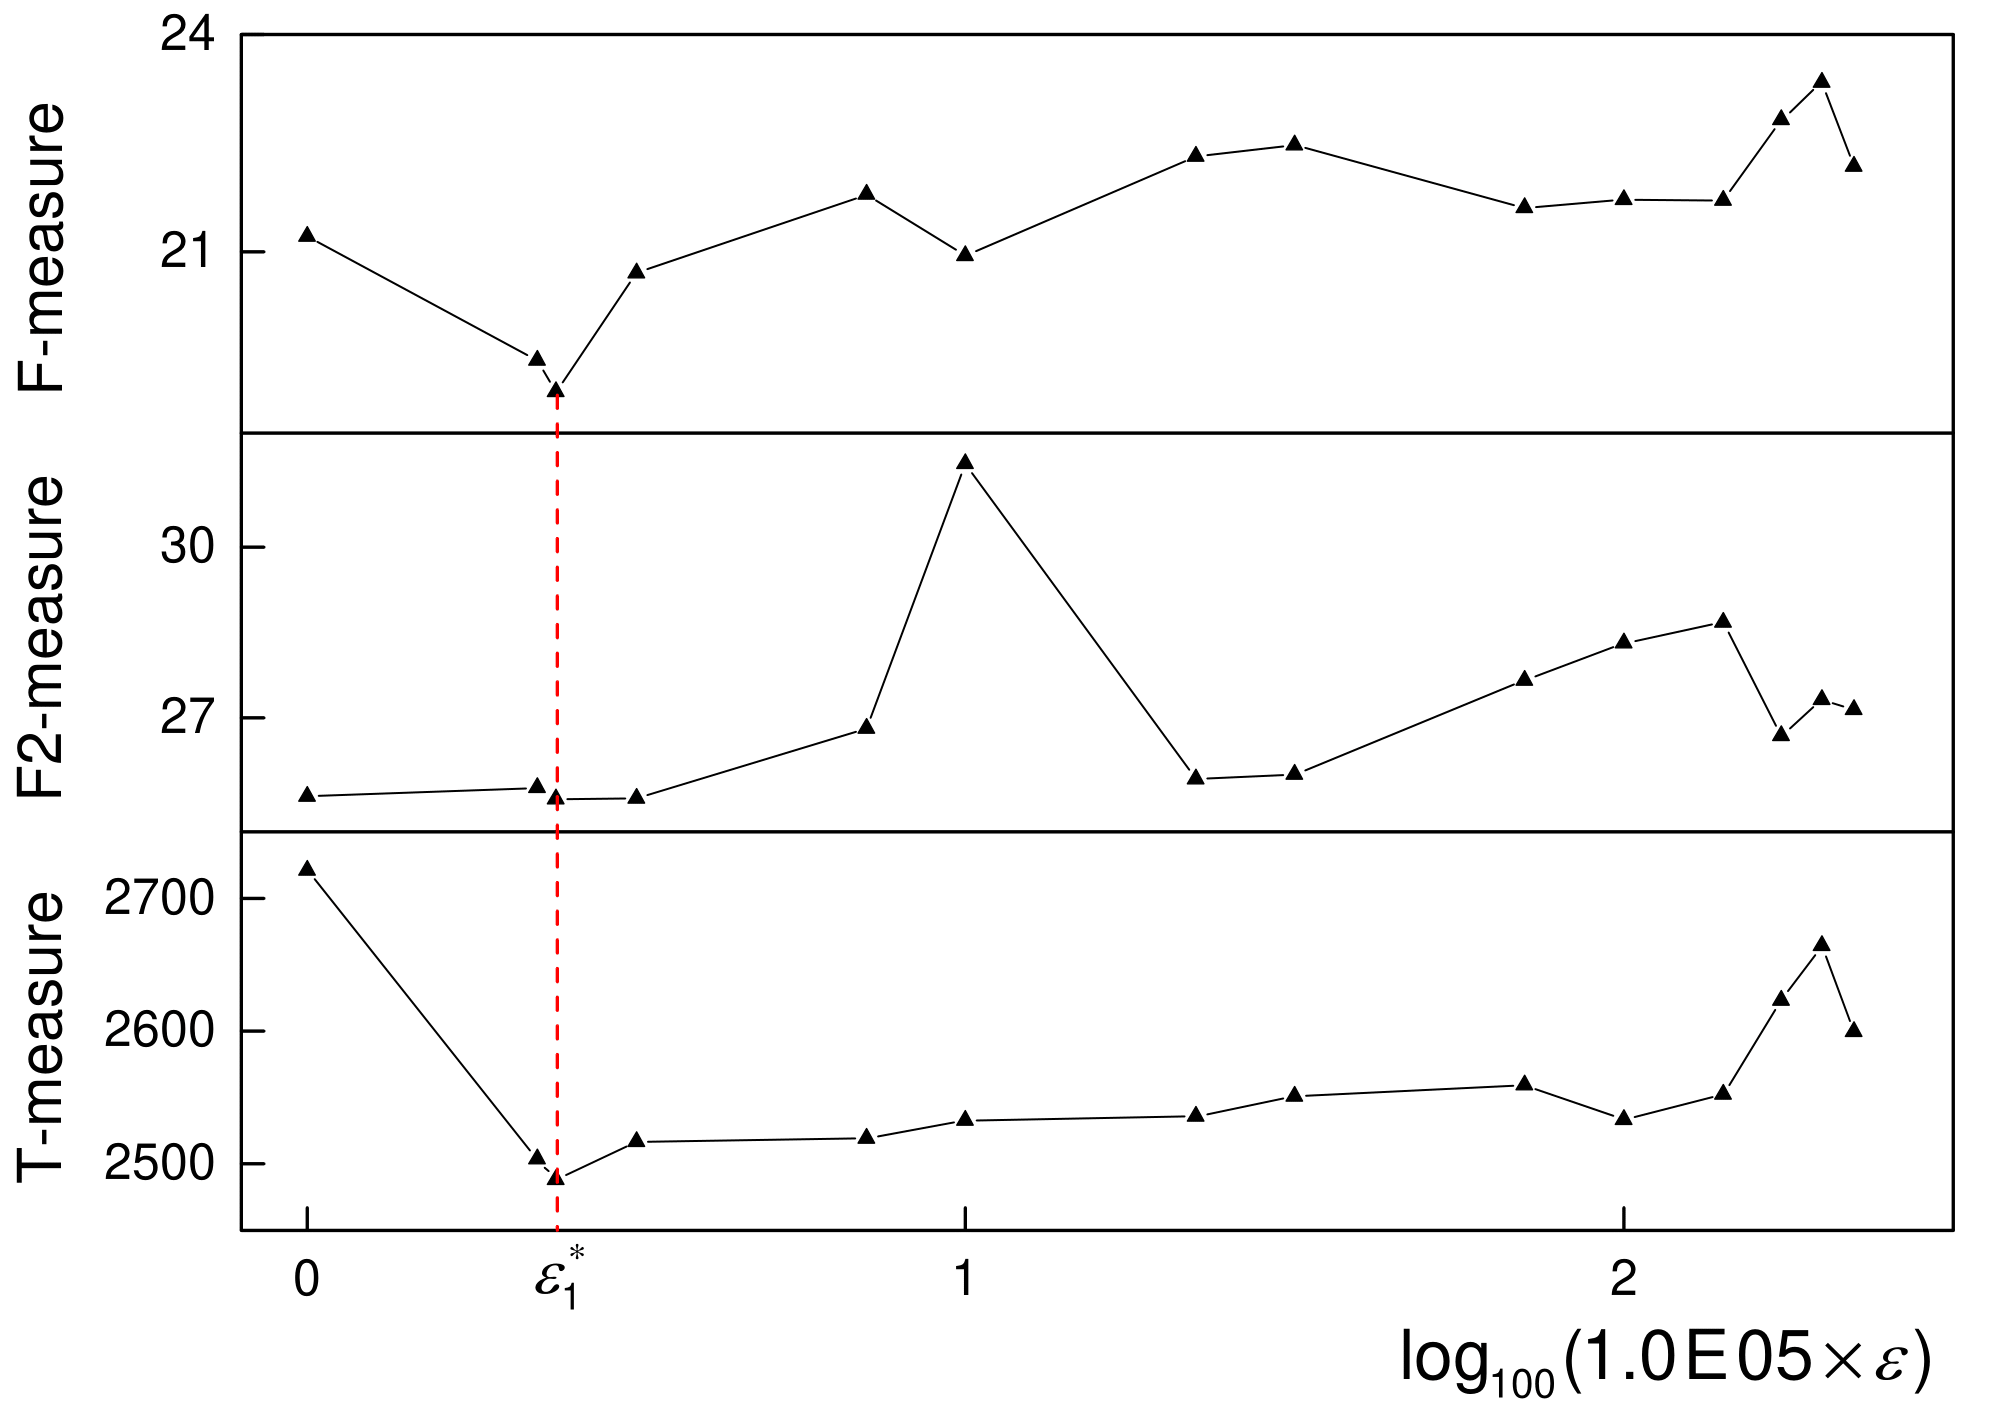 F-measure
24
21
F2-measure
30
27
T-measure
2700
2600
2500
0 ε₁* 1 2
log₁₀₀(1.0E05×ε)